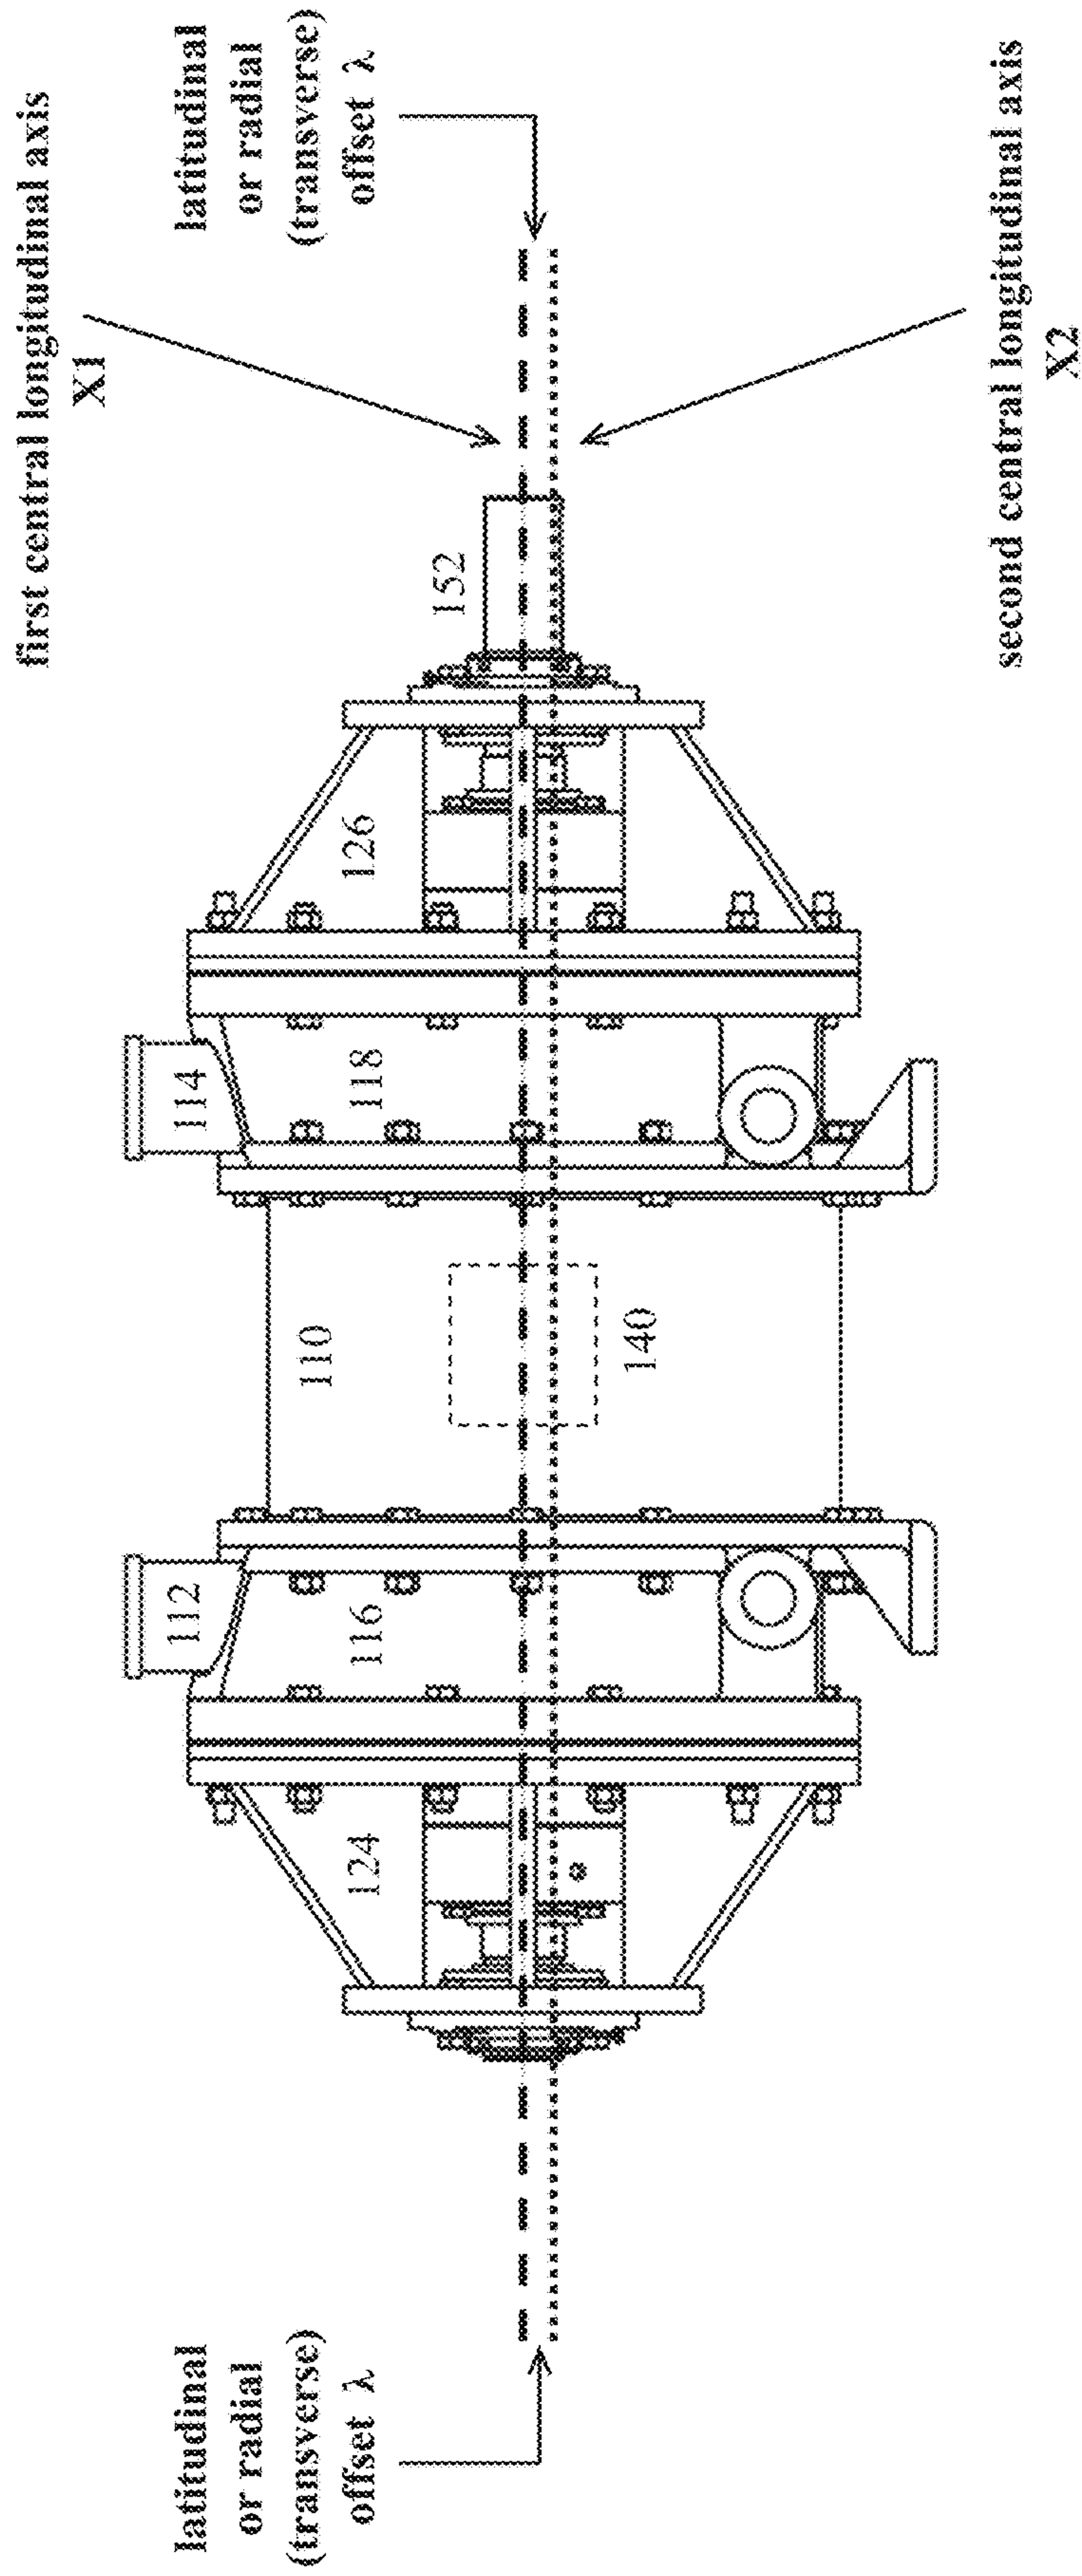 first central longitudinal axis
X1
latitudinal
or radial
(transverse)
offset λ
latitudinal
or radial
(transverse)
offset λ
112
114
124
116
110
118
126
152
140
second central longitudinal axis
X2